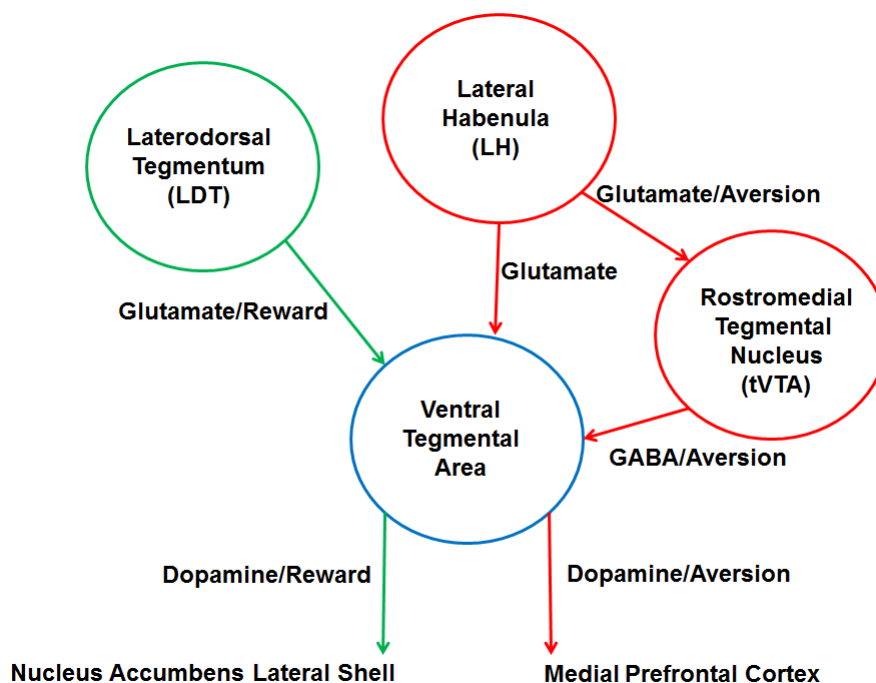 Laterodorsal
Tegmentum
(LDT)
Lateral
Habenula
(LH)
Glutamate/Aversion
Glutamate
Glutamate/Reward
Rostromedial
Tegmental
Nucleus
(tVTA)
Ventral
Tegmental
Area
GABA/Aversion
Dopamine/Reward
Dopamine/Aversion
Nucleus Accumbens Lateral Shell
Medial Prefrontal Cortex